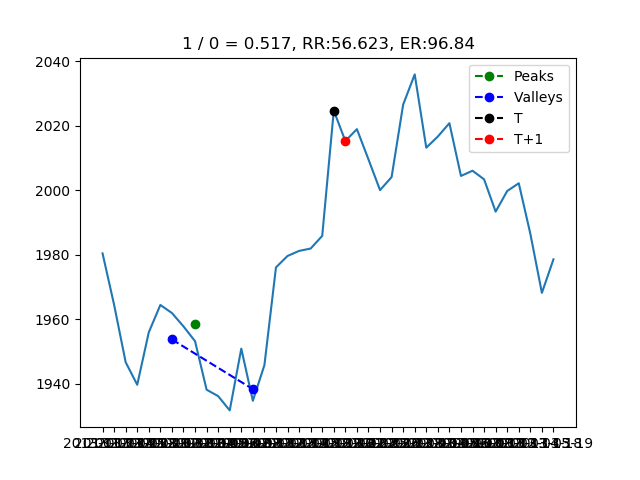 1 / 0 = 0.517, RR:56.623, ER:96.84
2040
2020
2000
1980
1960
1940
Peaks
Valleys
T
T+1